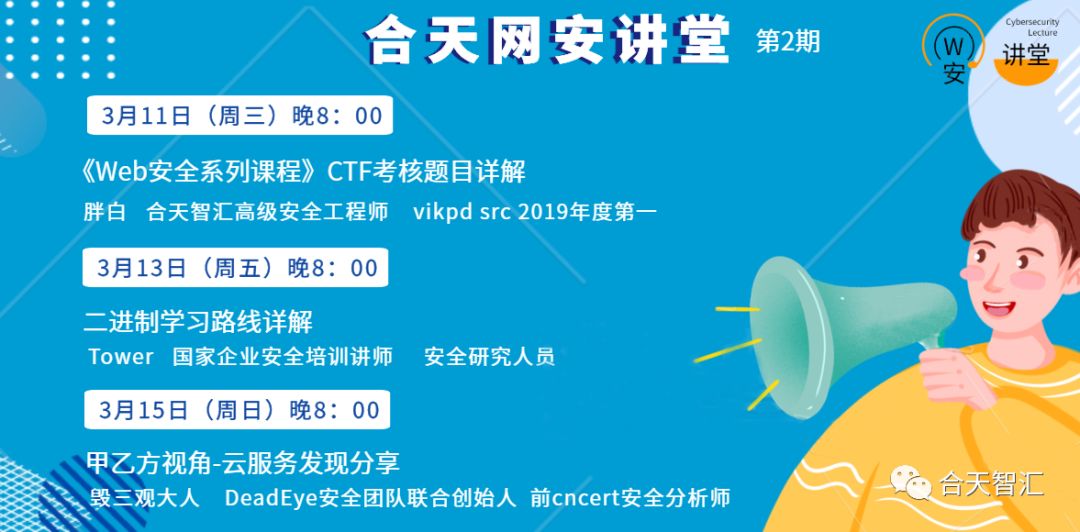 合天网安讲堂 第2期
W安
Cybersecurity
Lecture
讲堂
3月11日（周三）晚8：00
《Web安全系列课程》CTF考核题目详解
胖白 合天智汇高级安全工程师 vikpd src 2019年度第一
3月13日（周五）晚8：00
二进制学习路线详解
Tower 国家企业安全培训讲师 安全研究人员
3月15日（周日）晚8：00
甲乙方视角-云服务发现分享
毁三观大人 DeadEye安全团队联合创始人 前cncert安全分析师
合天智汇